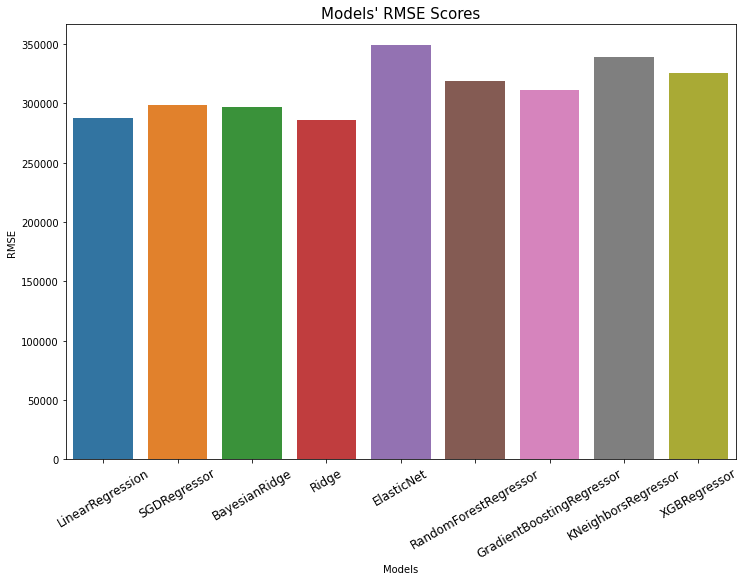 Models' RMSE Scores
350000
300000
250000
200000
150000
100000
50000
0
RMSE
LinearRegression
SGDRegressor
BayesianRidge
Ridge
ElasticNet
RandomForestRegressor
GradientBoostingRegressor
KNeighborsRegressor
XGBRegressor
Models